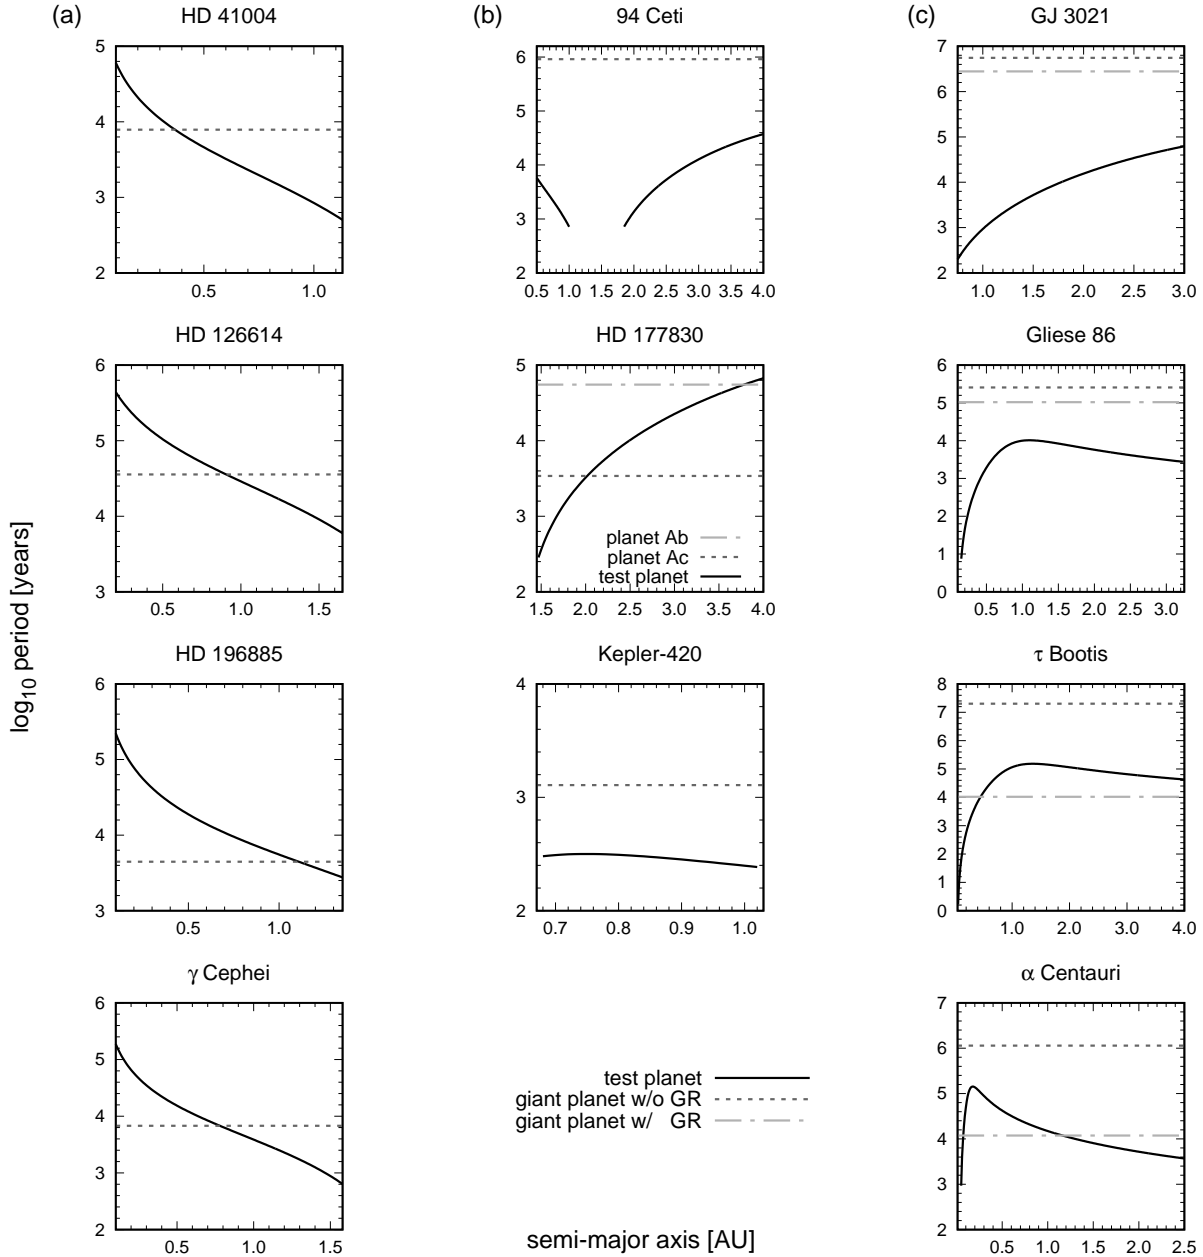 (a)
HD 41004
5
4
3
2
0.5 1.0
(b)
94 Ceti
6
5
4
3
2
0.5 1.0 1.5 2.0 2.5 3.0 3.5 4.0
(c)
GJ 3021
7
6
5
4
3
2
1.0 1.5 2.0 2.5 3.0
HD 126614
6
5
4
3
0.5 1.0 1.5
HD 177830
5
4
3
2
planet Ab
planet Ac
test planet
1.5 2.0 2.5 3.0 3.5 4.0
Gliese 86
6
5
4
3
2
1
0
0.5 1.0 1.5 2.0 2.5 3.0
log10 period [years]
HD 196885
6
5
4
3
0.5 1.0
Kepler-420
4
3
2
0.7 0.8 0.9 1.0
τ Bootis
8
7
6
5
4
3
2
1
0
1.0 2.0 3.0 4.0
γ Cephei
6
5
4
3
2
0.5 1.0 1.5
test planet
giant planet w/o GR
giant planet w/ GR
α Centauri
7
6
5
4
3
2
0.5 1.0 1.5 2.0 2.5
semi-major axis [AU]